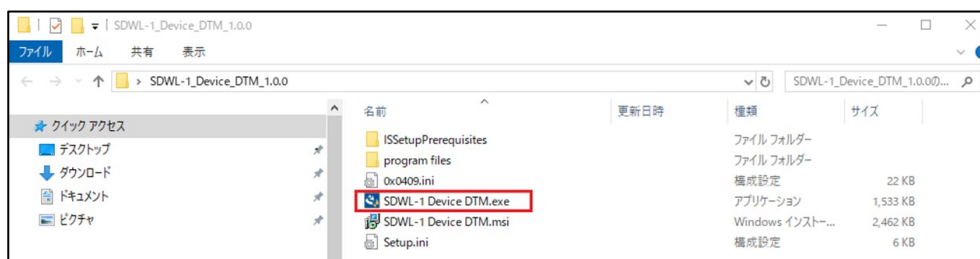 SDWL-1_Device_DTM_1.0.0
ファイル ホーム 共有 表示
SDWL-1_Device_DTM_1.0.0 SDWL-1_Device_DTM_1.0.0の...
名前 更新日時 種類 サイズ
クイック アクセス
デスクトップ
ダウンロード
ドキュメント
ピクチャ
ISSetupPrerequisites ファイル フォルダー
program files ファイル フォルダー
0x0409.ini 構成設定 22 KB
SDWL-1 Device DTM.exe アプリケーション 1,533 KB
SDWL-1 Device DTM.msi Windows インストー... 2,462 KB
Setup.ini 構成設定 6 KB